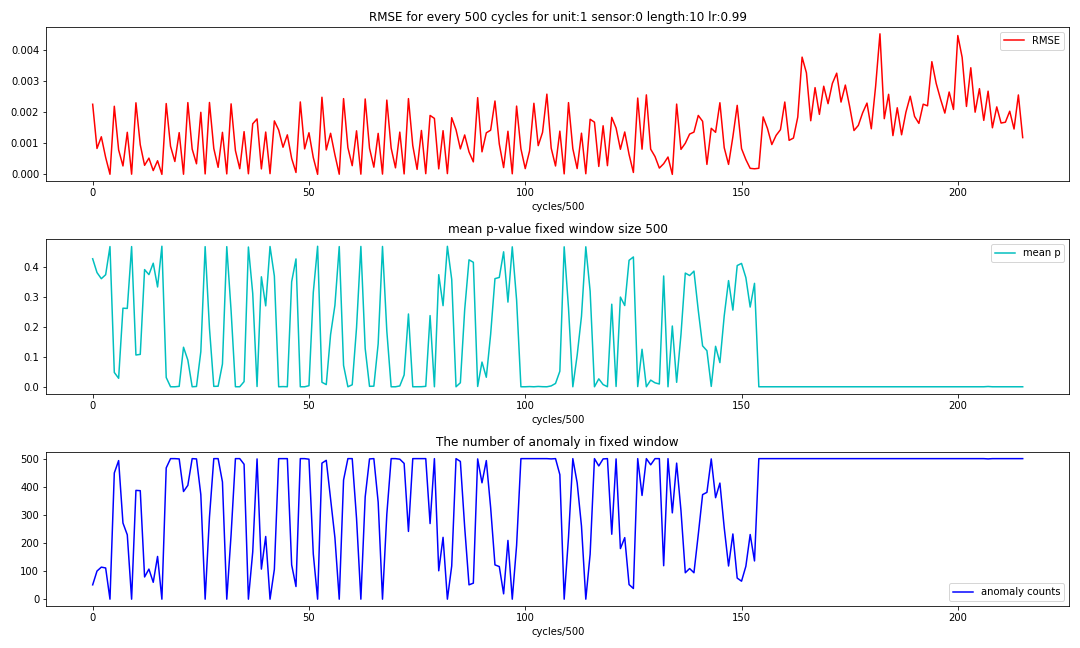 RMSE for every 500 cycles for unit:1 sensor:0 length:10 lr:0.99
RMSE
0.004
0.003
0.002
0.001
0.000
0 50 100 150 200
cycles/500
mean p-value fixed window size 500
mean p
0.4
0.3
0.2
0.1
0.0
0 50 100 150 200
cycles/500
The number of anomaly in fixed window
500
400
300
200
100
0
anomaly counts
0 50 100 150 200
cycles/500